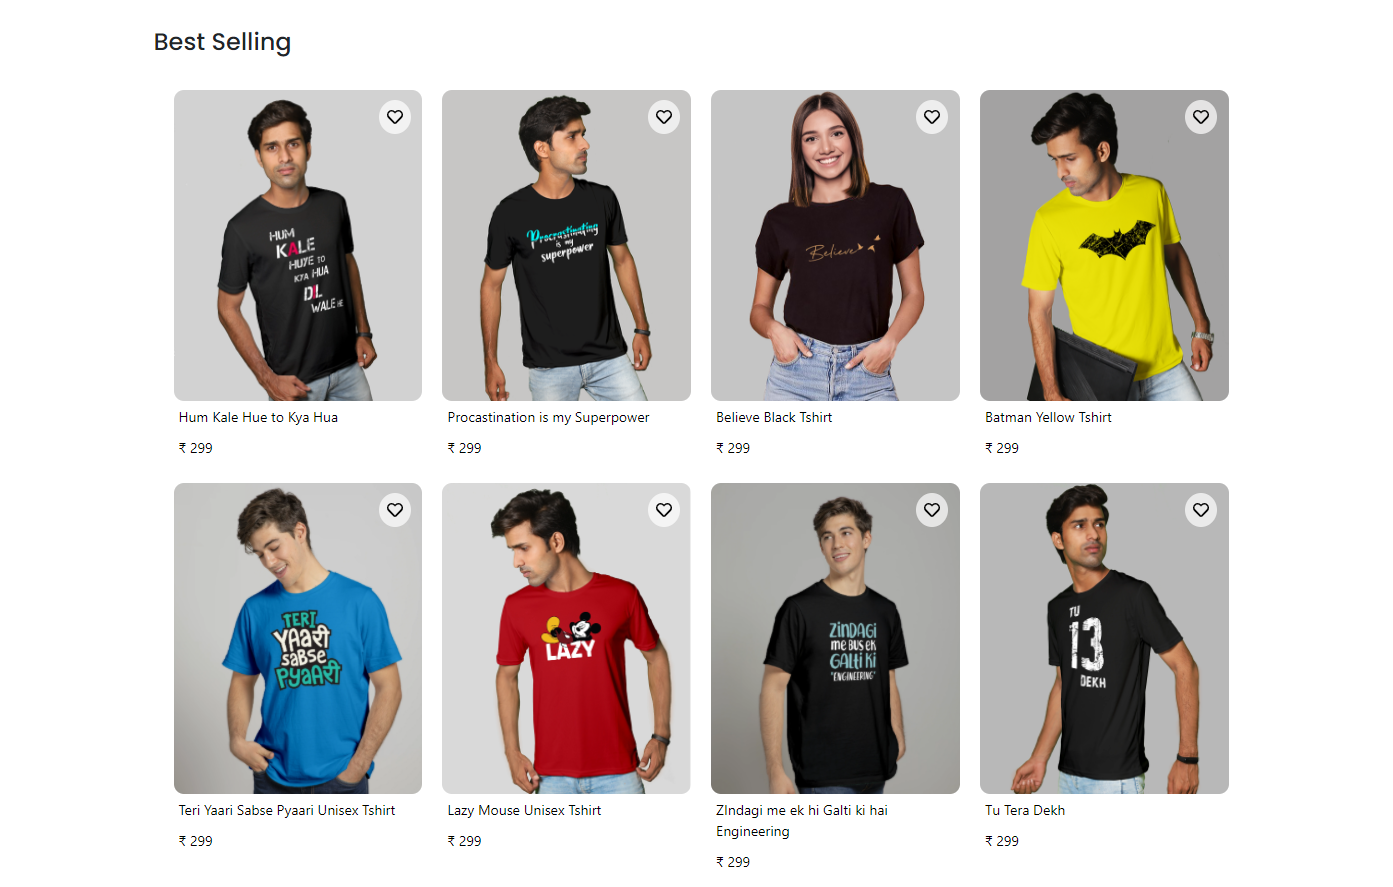 Best Selling
HUM
KALE
HUYE TO
KYA HUA
DIL
WALE HE
Procrastinating
is my
superpower
Believe
Hum Kale Hue to Kya Hua
Procastination is my Superpower
Believe Black Tshirt
Batman Yellow Tshirt
₹ 299
₹ 299
₹ 299
₹ 299
TERI
YAAरी
SABSE
PYAARी
LAZY
ZINDAGI
ME BUS EK
GALTI KI
"ENGINEERING"
TU
13
DEKH
Teri Yaari Sabse Pyaari Unisex Tshirt
Lazy Mouse Unisex Tshirt
ZIndagi me ek hi Galti ki hai
Engineering
Tu Tera Dekh
₹ 299
₹ 299
₹ 299
₹ 299